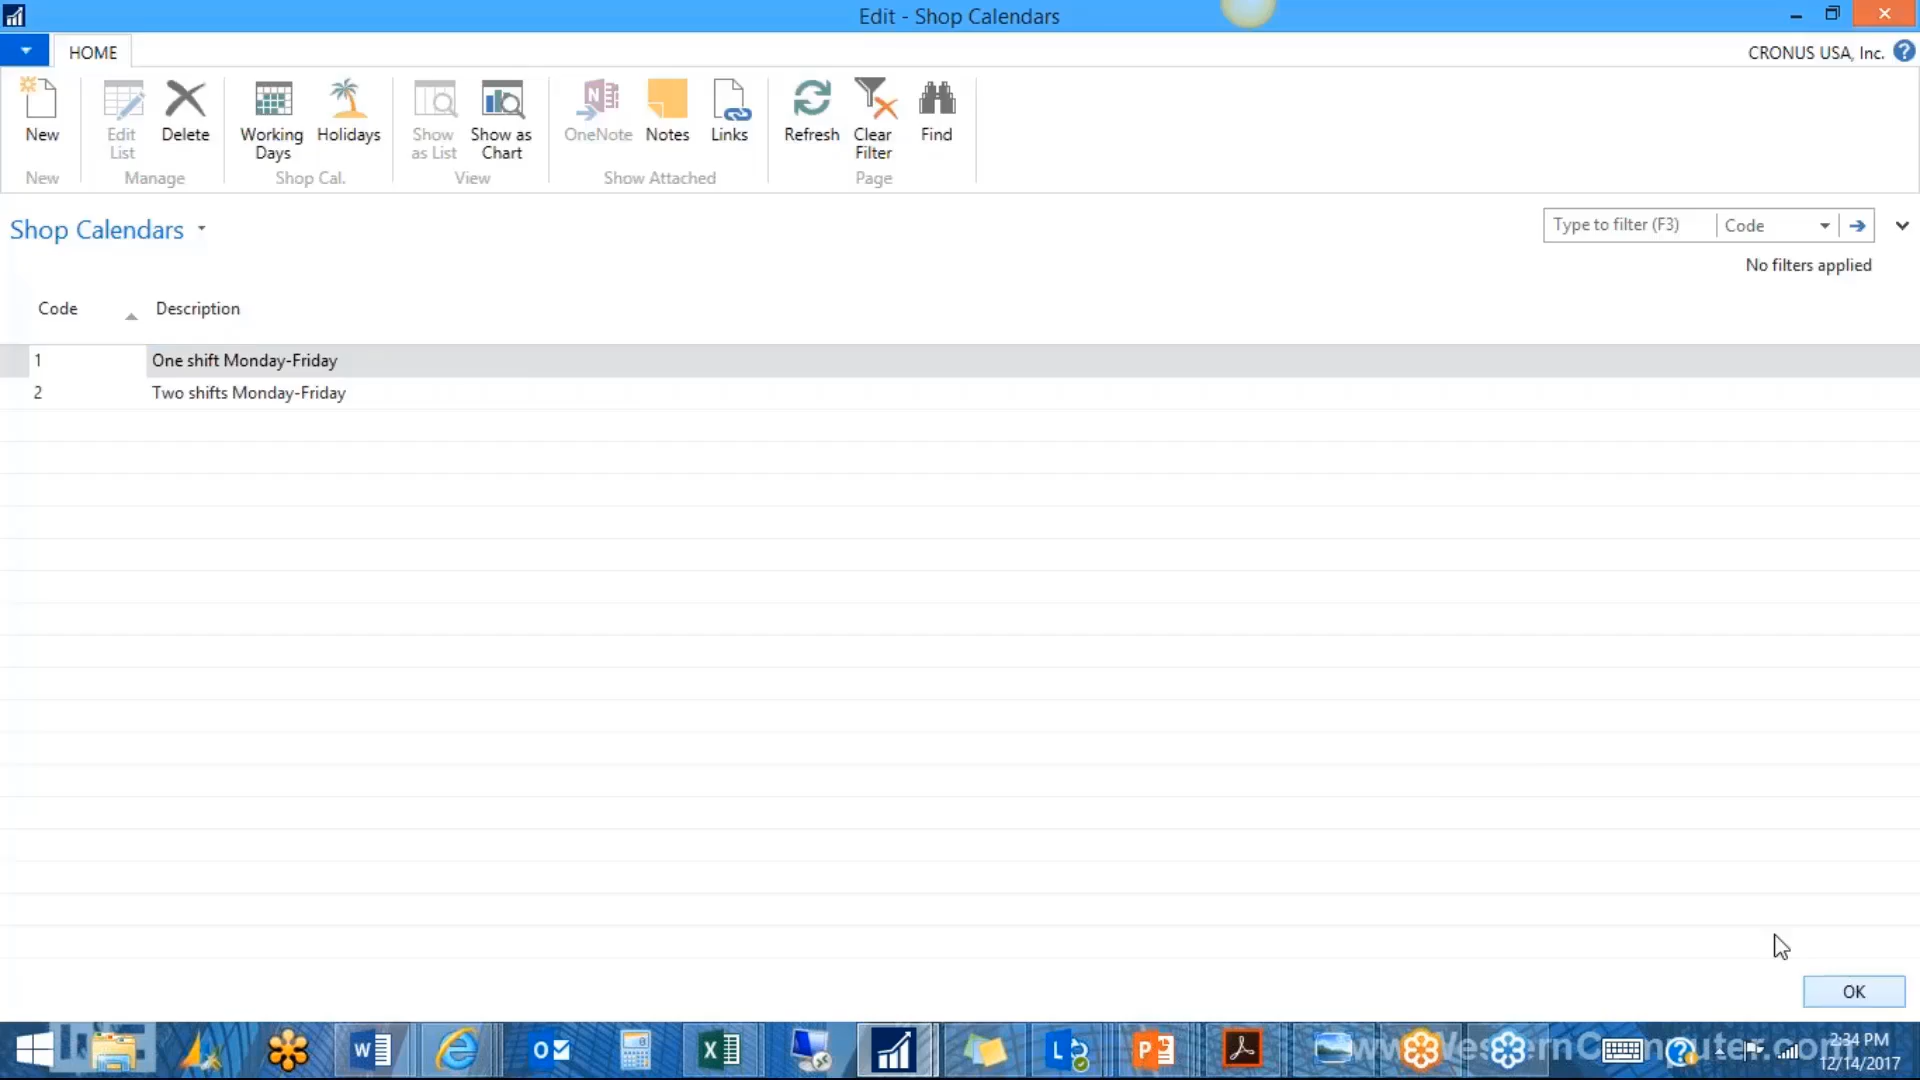 Edit - Shop Calendars
HOME
CRONUS USA, Inc.
New
Edit List
Delete
Working Days
Holidays
Show as List
Show as Chart
OneNote
Notes
Links
Refresh
Clear Filter
Find
New
Manage
Shop Cal.
View
Show Attached
Page
Shop Calendars
Type to filter (F3)
Code
No filters applied
Code
Description
1 One shift Monday-Friday
2 Two shifts Monday-Friday
OK
www.WesternComputer.com
2:34 PM
12/14/2017